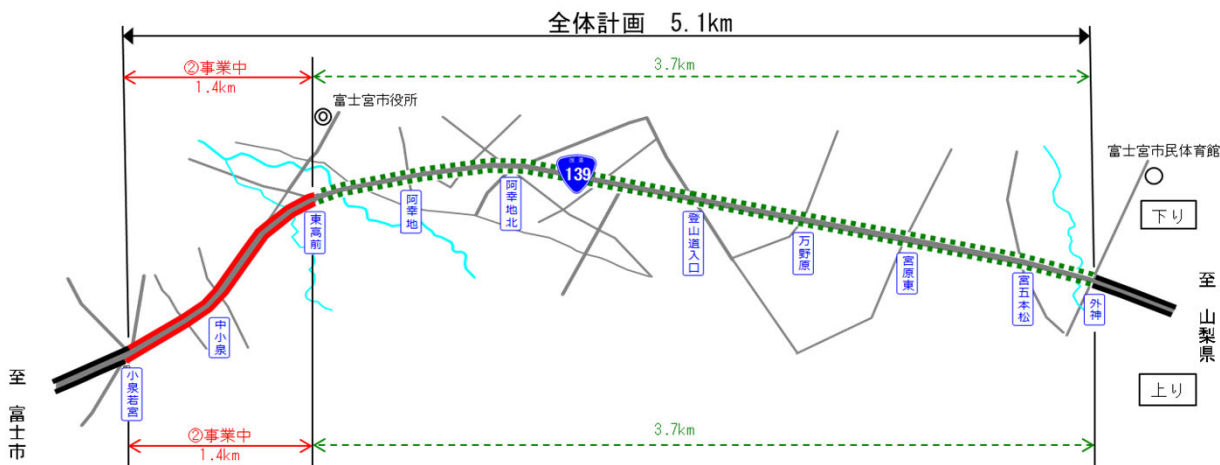 全体計画 5.1km
②事業中
1.4km
3.7km
富士宮市役所
富士宮市民体育館
国道
139
下り
東高前
阿幸地
阿幸地北
登山道入口
万野原
宮原東
宮五本松
外神
中小泉
小泉若宮
至 山梨県
上り
至 富士市
②事業中
1.4km
3.7km